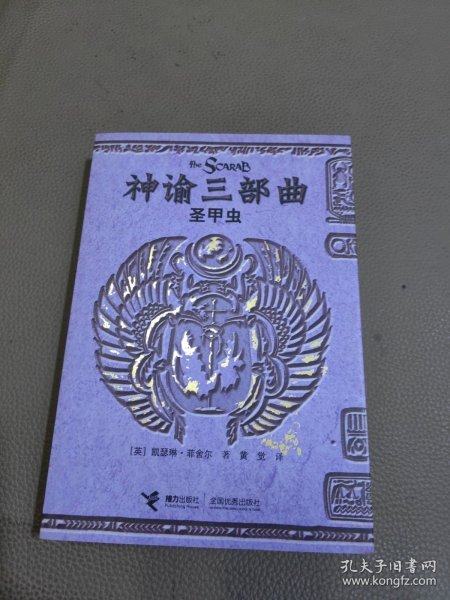 the SCARAB
神谕三部曲
圣甲虫
[英] 凯瑟琳·菲舍尔 著 黄觉 译
接力出版社
Publishing House
全国优秀出版社
孔夫子旧书网
www.kongfz.com